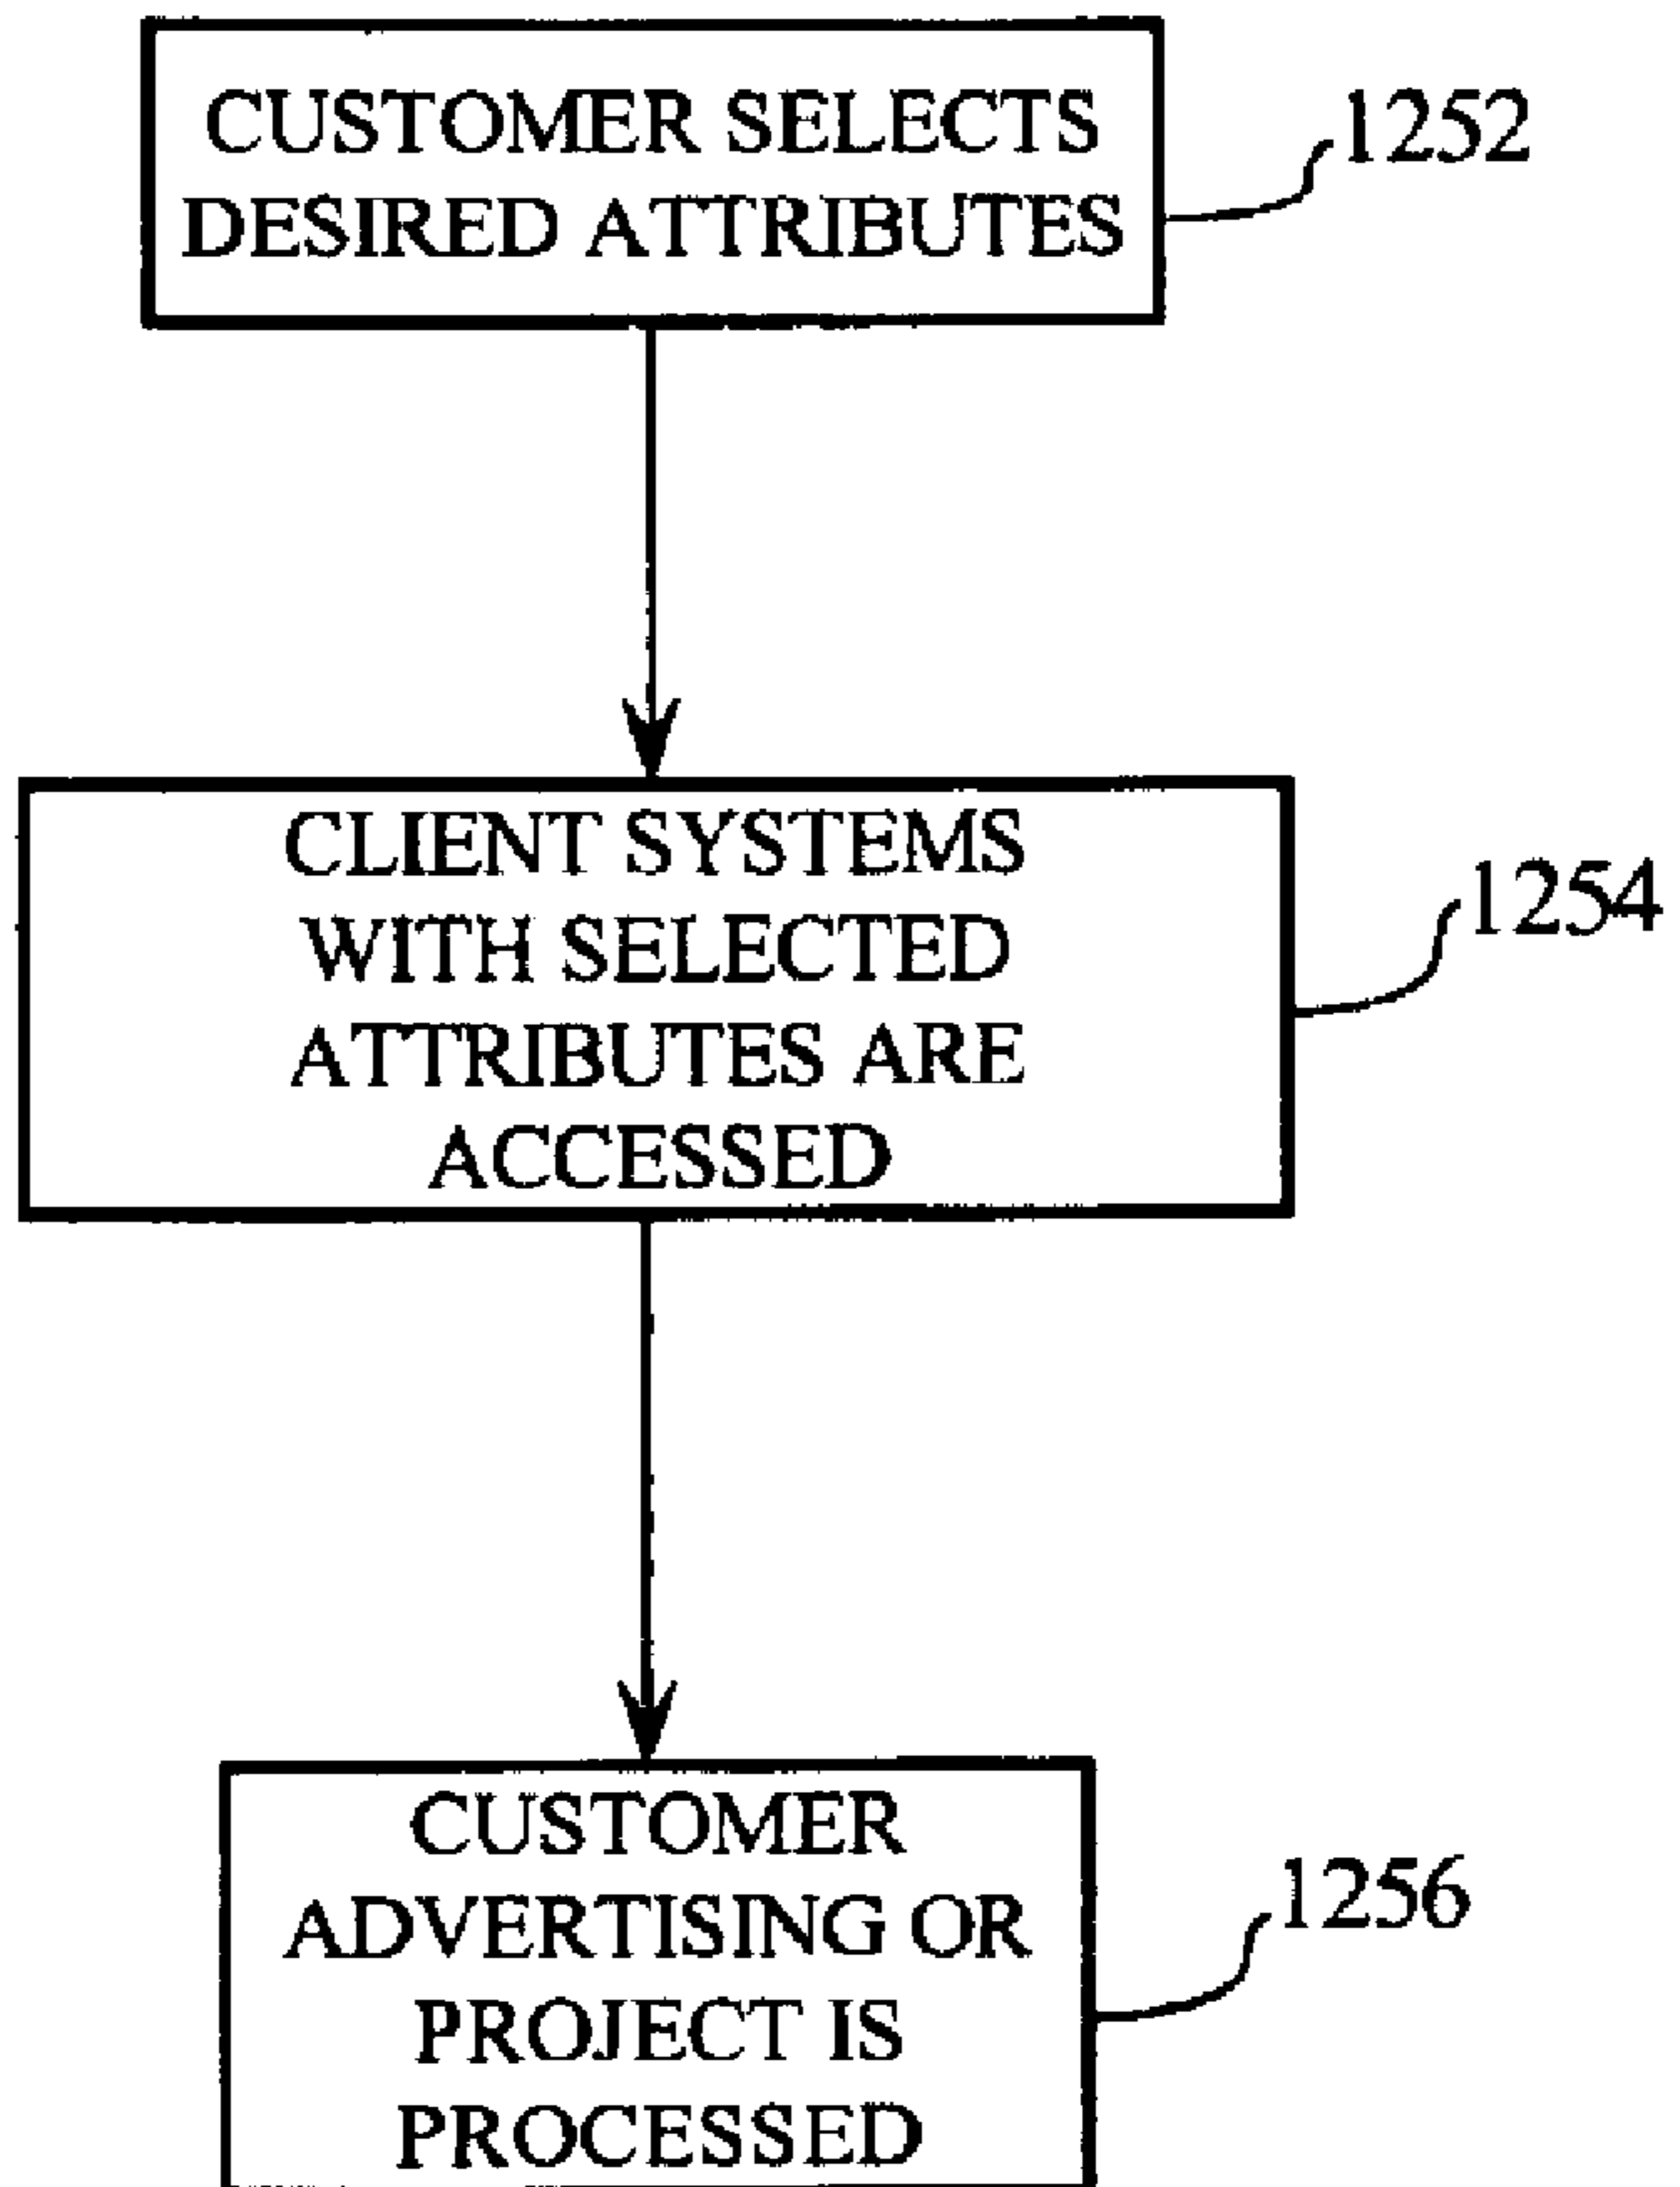 CUSTOMER SELECTS
DESIRED ATTRIBUTES
1252
CLIENT SYSTEMS
WITH SELECTED
ATTRIBUTES ARE
ACCESSED
1254
CUSTOMER
ADVERTISING OR
PROJECT IS
PROCESSED
1256